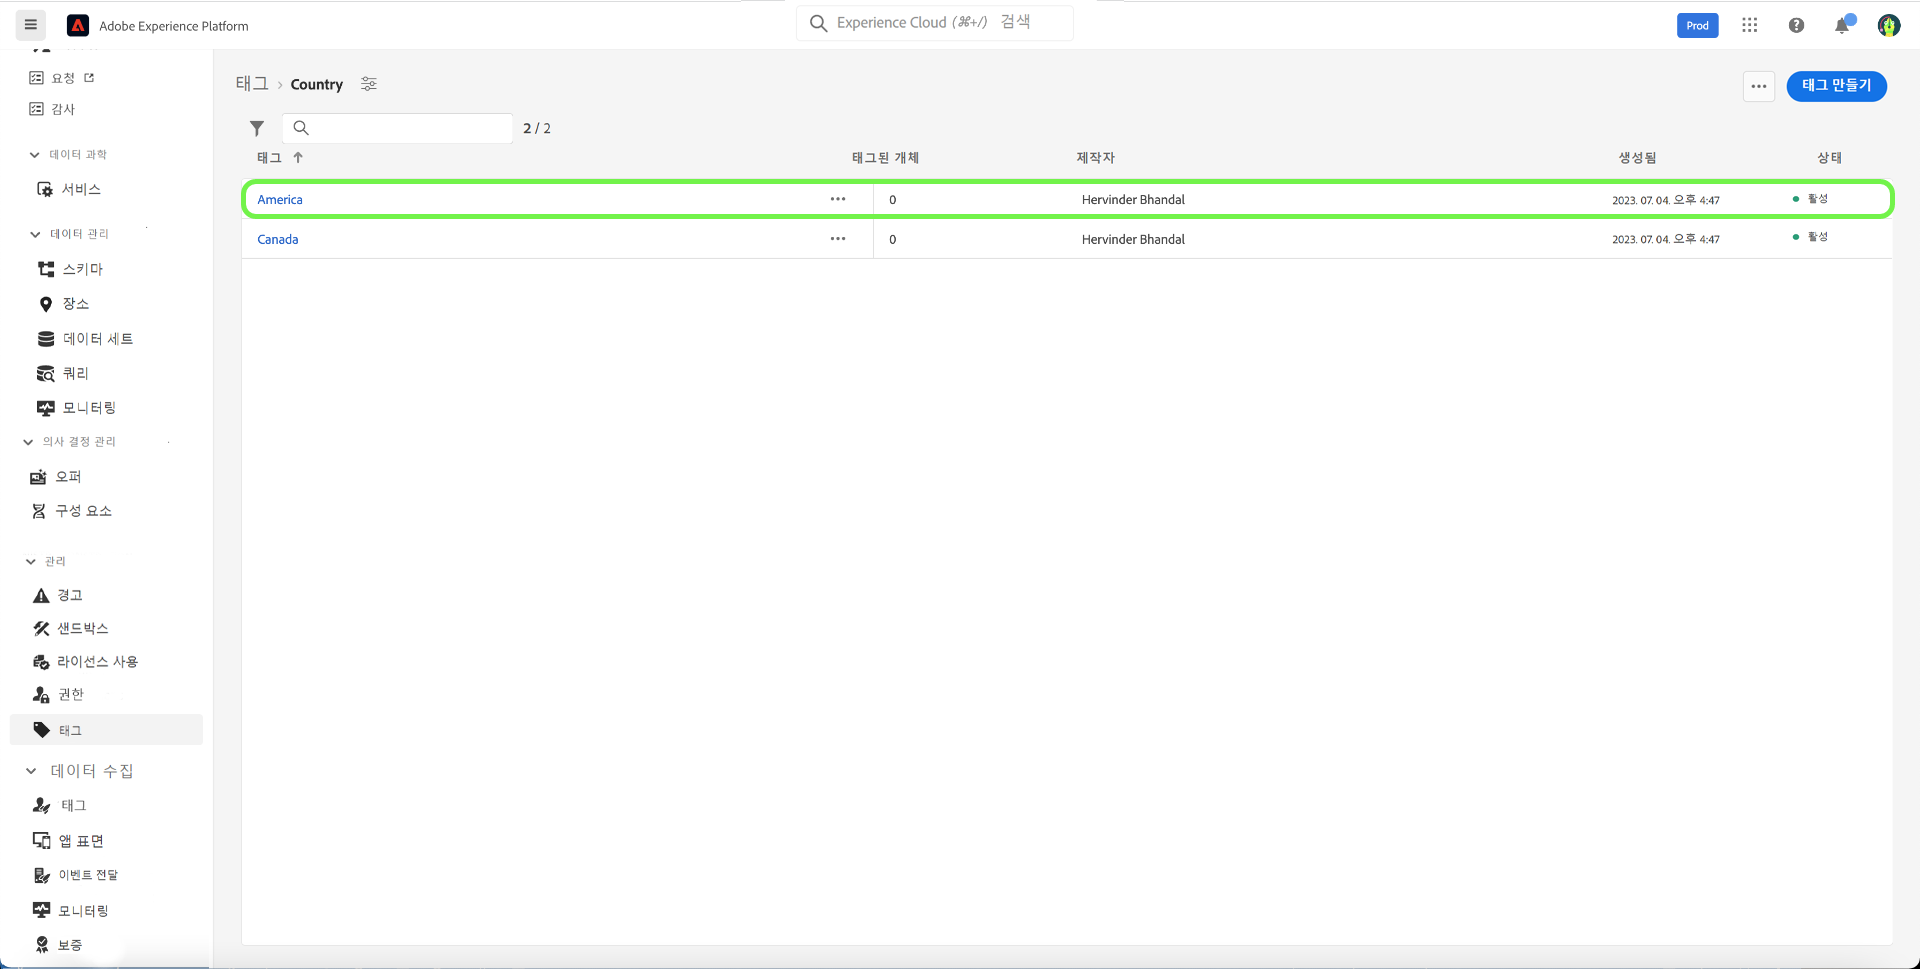 Adobe Experience Platform
Experience Cloud (⌘+/) 검색
Prod
요청
감사
데이터 과학
서비스
데이터 관리
스키마
장소
데이터 세트
쿼리
모니터링
의사 결정 관리
오퍼
구성 요소
관리
경고
샌드박스
라이선스 사용
권한
태그
데이터 수집
태그
앱 표면
이벤트 전달
모니터링
보증
태그 › Country
태그 만들기
2 / 2
태그 ↑ 태그된 개체 제작자 생성됨 상태
America 0 Hervinder Bhandal 2023. 07. 04. 오후 4:47 활성
Canada 0 Hervinder Bhandal 2023. 07. 04. 오후 4:47 활성